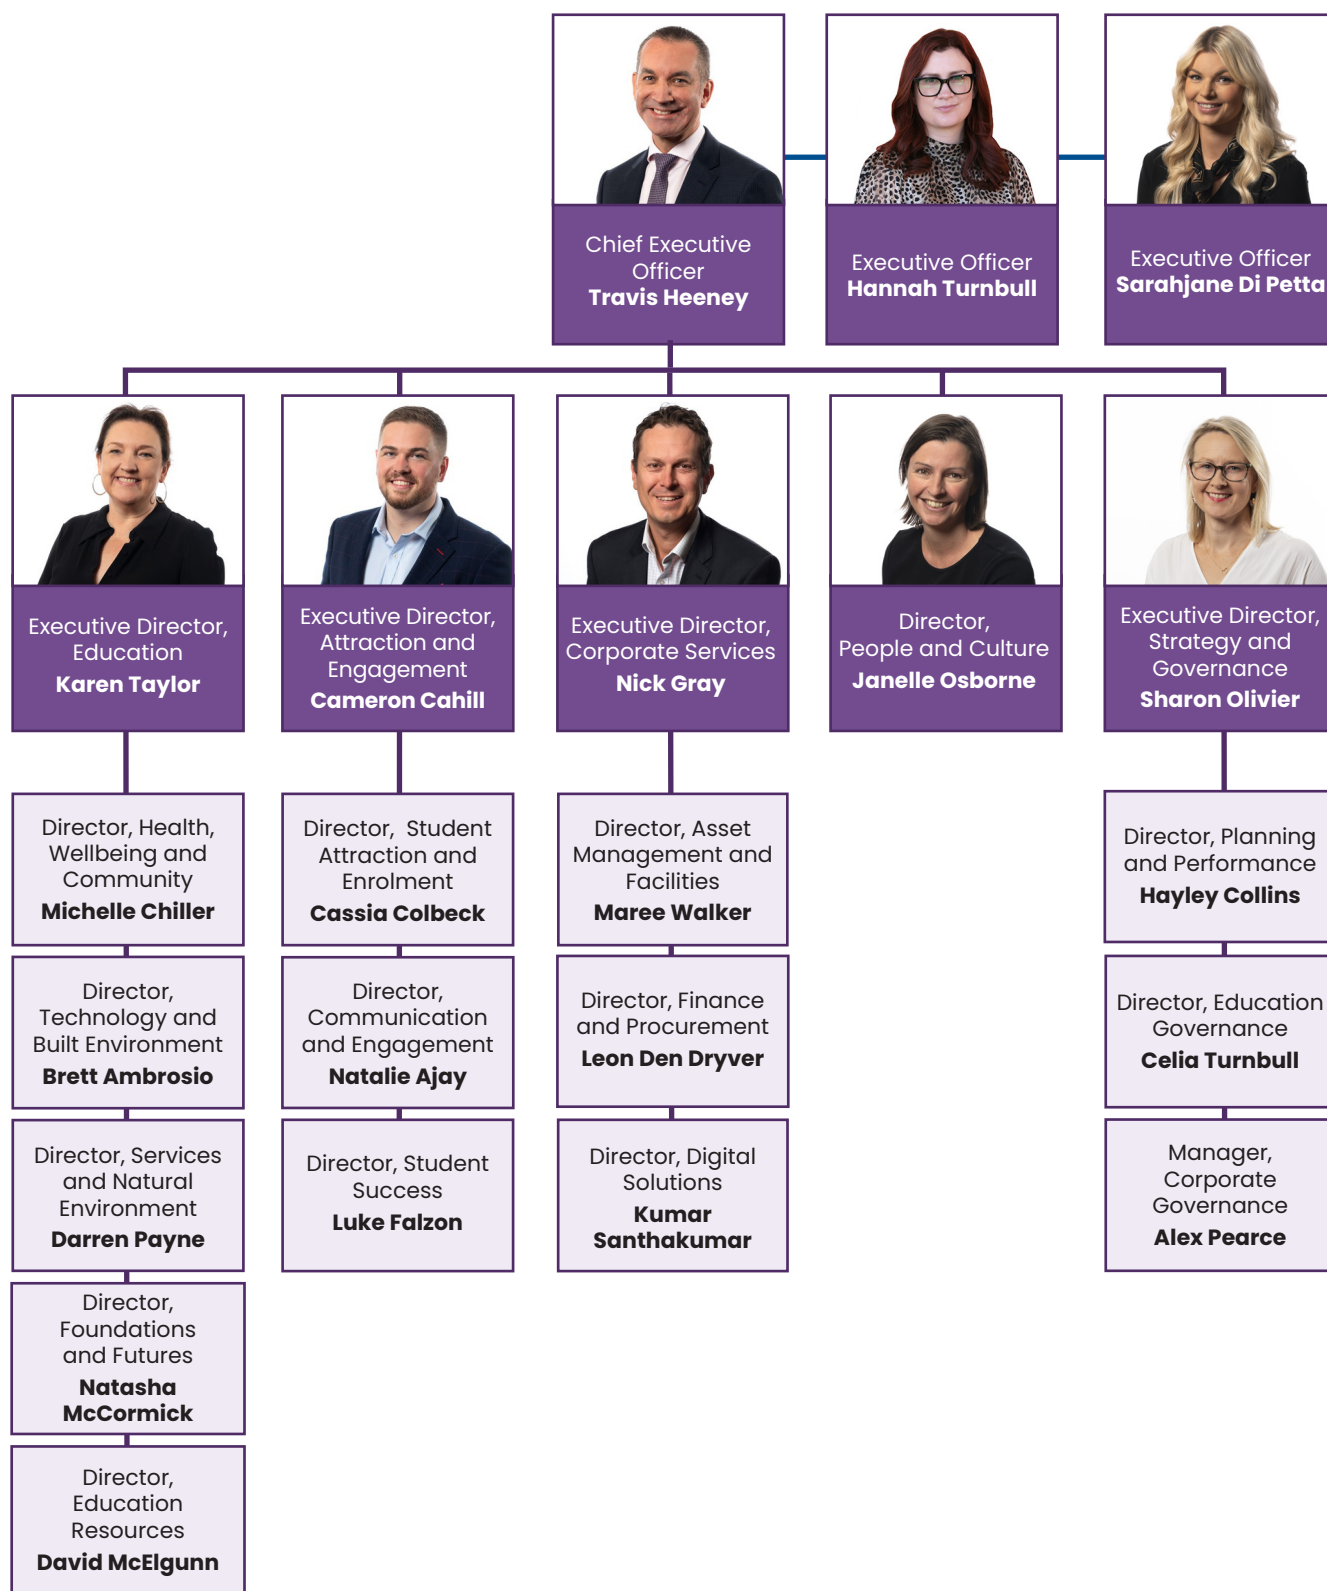 Chief Executive
Officer
Travis Heeney
Executive Officer
Hannah Turnbull
Executive Officer
Sarahjane Di Petta
Executive Director,
Education
Karen Taylor
Executive Director,
Attraction and
Engagement
Cameron Cahill
Executive Director,
Corporate Services
Nick Gray
Director,
People and Culture
Janelle Osborne
Executive Director,
Strategy and
Governance
Sharon Olivier
Director, Health,
Wellbeing and
Community
Michelle Chiller
Director, Technology and
Built Environment
Brett Ambrosio
Director, Services
and Natural
Environment
Darren Payne
Director,
Foundations
and Futures
Natasha
McCormick
Director,
Education
Resources
David McElgunn
Director, Student
Attraction and
Enrolment
Cassia Colbeck
Director,
Communication
and Engagement
Natalie Ajay
Director, Student
Success
Luke Falzon
Director, Asset
Management and
Facilities
Maree Walker
Director, Finance
and Procurement
Leon Den Dryver
Director, Digital
Solutions
Kumar
Santhakumar
Director, Planning
and Performance
Hayley Collins
Director, Education
Governance
Celia Turnbull
Manager,
Corporate
Governance
Alex Pearce